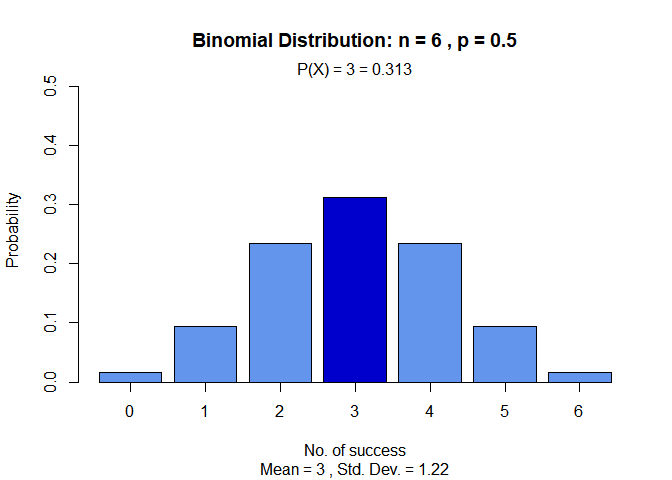 Binomial Distribution: n = 6 , p = 0.5
P(X) = 3 = 0.313
0.5
0.4
0.3
0.2
0.1
0.0
Probability
0 1 2 3 4 5 6
No. of success
Mean = 3 , Std. Dev. = 1.22